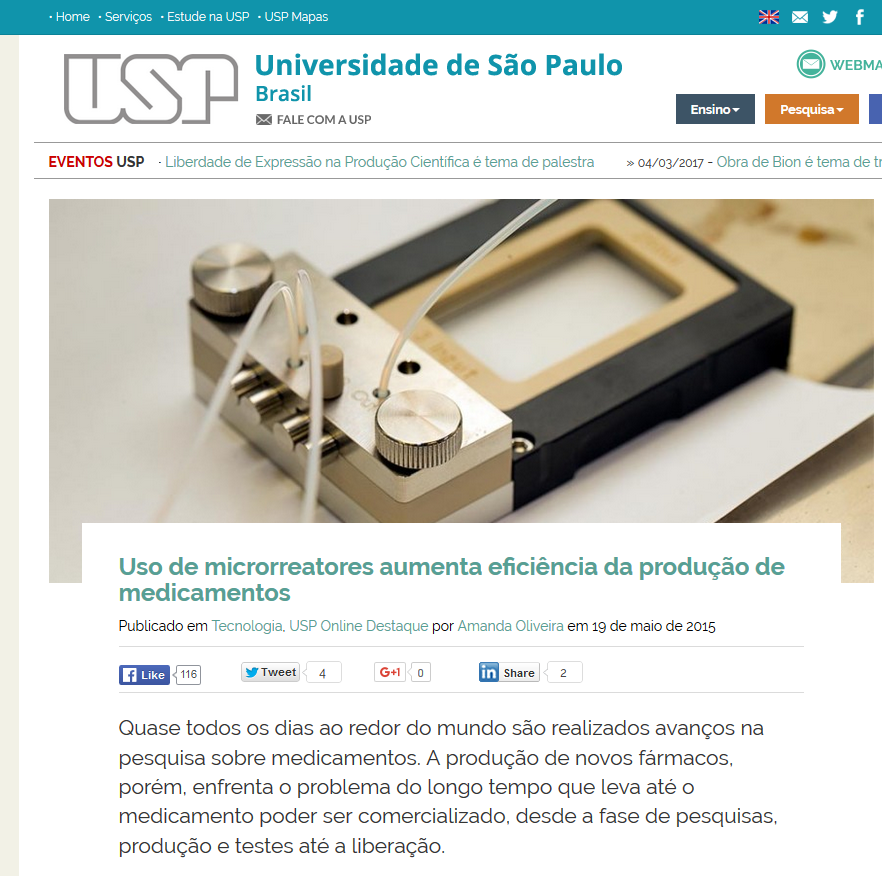 · Home · Serviços · Estude na USP · USP Mapas
USP
Universidade de São Paulo
Brasil
FALE COM A USP
WEBMA
Ensino
Pesquisa
EVENTOS USP · Liberdade de Expressão na Produção Científica é tema de palestra » 04/03/2017 - Obra de Bion é tema de tr
Uso de microrreatores aumenta eficiência da produção de
medicamentos
Publicado em Tecnologia, USP Online Destaque por Amanda Oliveira em 19 de maio de 2015
Like 116 Tweet 4 G+1 0 in Share 2
Quase todos os dias ao redor do mundo são realizados avanços na
pesquisa sobre medicamentos. A produção de novos fármacos,
porém, enfrenta o problema do longo tempo que leva até o
medicamento poder ser comercializado, desde a fase de pesquisas,
produção e testes até a liberação.